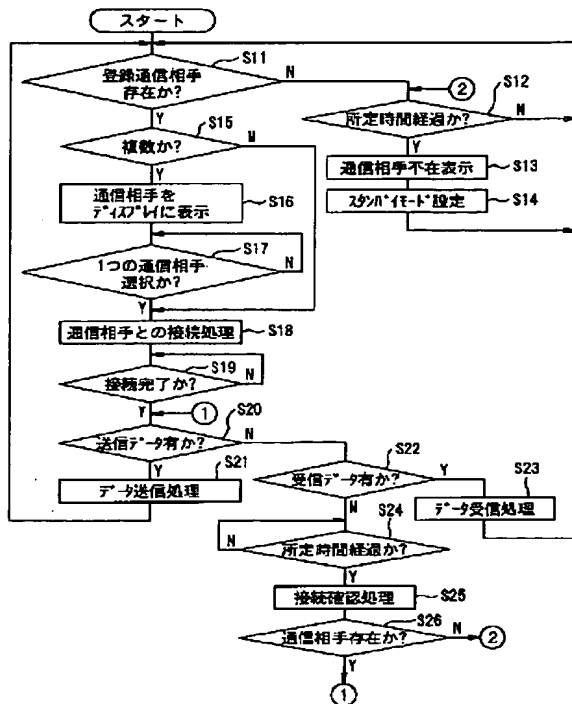 スタート
登録通信相手
存在か?
S11
N
Y
②
所定時間経過か?
S12
N
Y
通信相手不在表示
S13
スタンバイモード設定
S14
複数か?
S15
N
Y
通信相手を
ディスプレイに表示
S16
1つの通信相手
選択か?
S17
N
Y
通信相手との接続処理
S18
接続完了か?
S19
N
Y
①
送信データ有か?
S20
N
Y
データ送信処理
S21
受信データ有か?
S22
Y
N
データ受信処理
S23
所定時間経過か?
S24
N
Y
接続確認処理
S25
通信相手存在か?
S26
N
②
Y
①